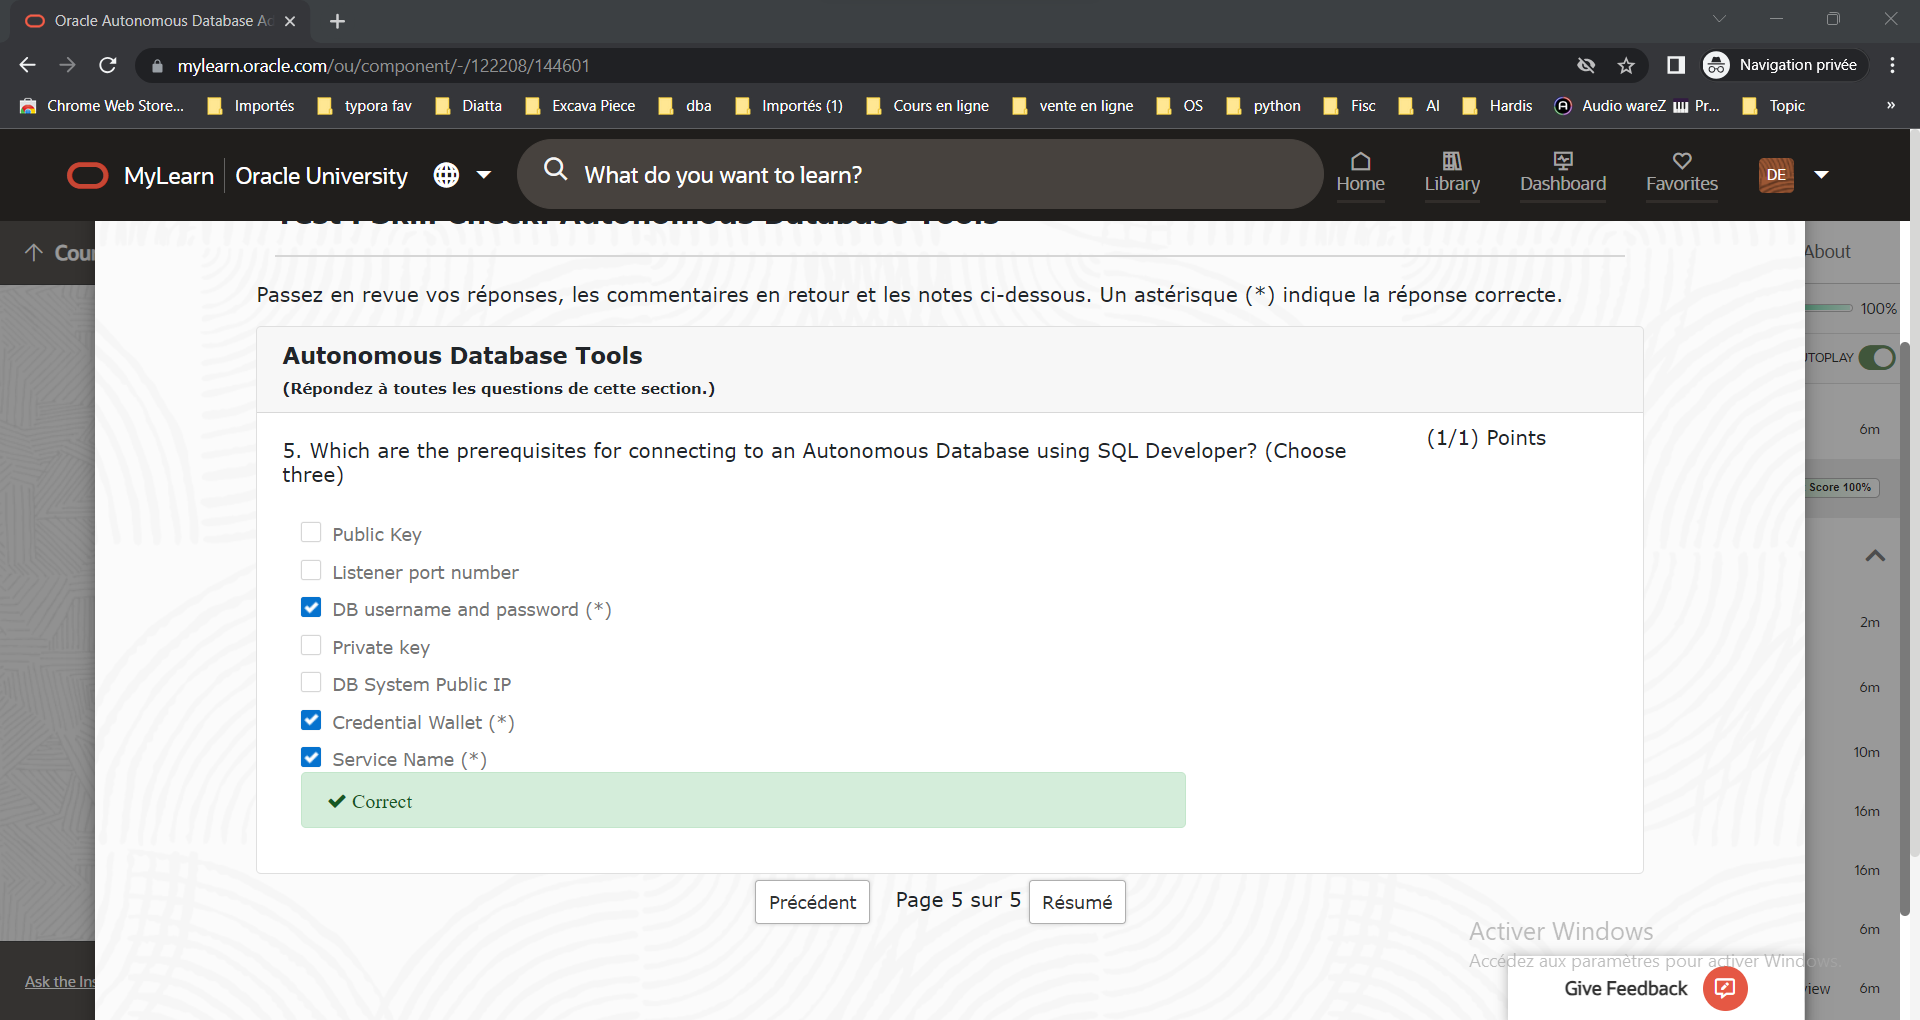 Oracle Autonomous Database Ac
mylearn.oracle.com/ou/component/-/122208/144601
Navigation privée
Chrome Web Store... Importés typora fav Diatta Excava Piece dba Importés (1) Cours en ligne vente en ligne OS python Fisc AI Hardis Audio wareZ Pr... Topic »
MyLearn Oracle University What do you want to learn? Home Library Dashboard Favorites DE
Test : Skill Check: Autonomous Database Tools
Cour
About
Passez en revue vos réponses, les commentaires en retour et les notes ci-dessous. Un astérisque (*) indique la réponse correcte.
100%
Autonomous Database Tools
TOPLAY
(Répondez à toutes les questions de cette section.)
5. Which are the prerequisites for connecting to an Autonomous Database using SQL Developer? (Choose
three)
(1/1) Points
6m
Score 100%
Public Key
Listener port number
DB username and password (*)
2m
Private key
DB System Public IP
6m
Credential Wallet (*)
10m
Service Name (*)
Correct
16m
16m
Précédent Page 5 sur 5 Résumé
Activer Windows
6m
Accédez aux paramètres pour activer Windows.
Ask the Ins
Give Feedback
iew 6m